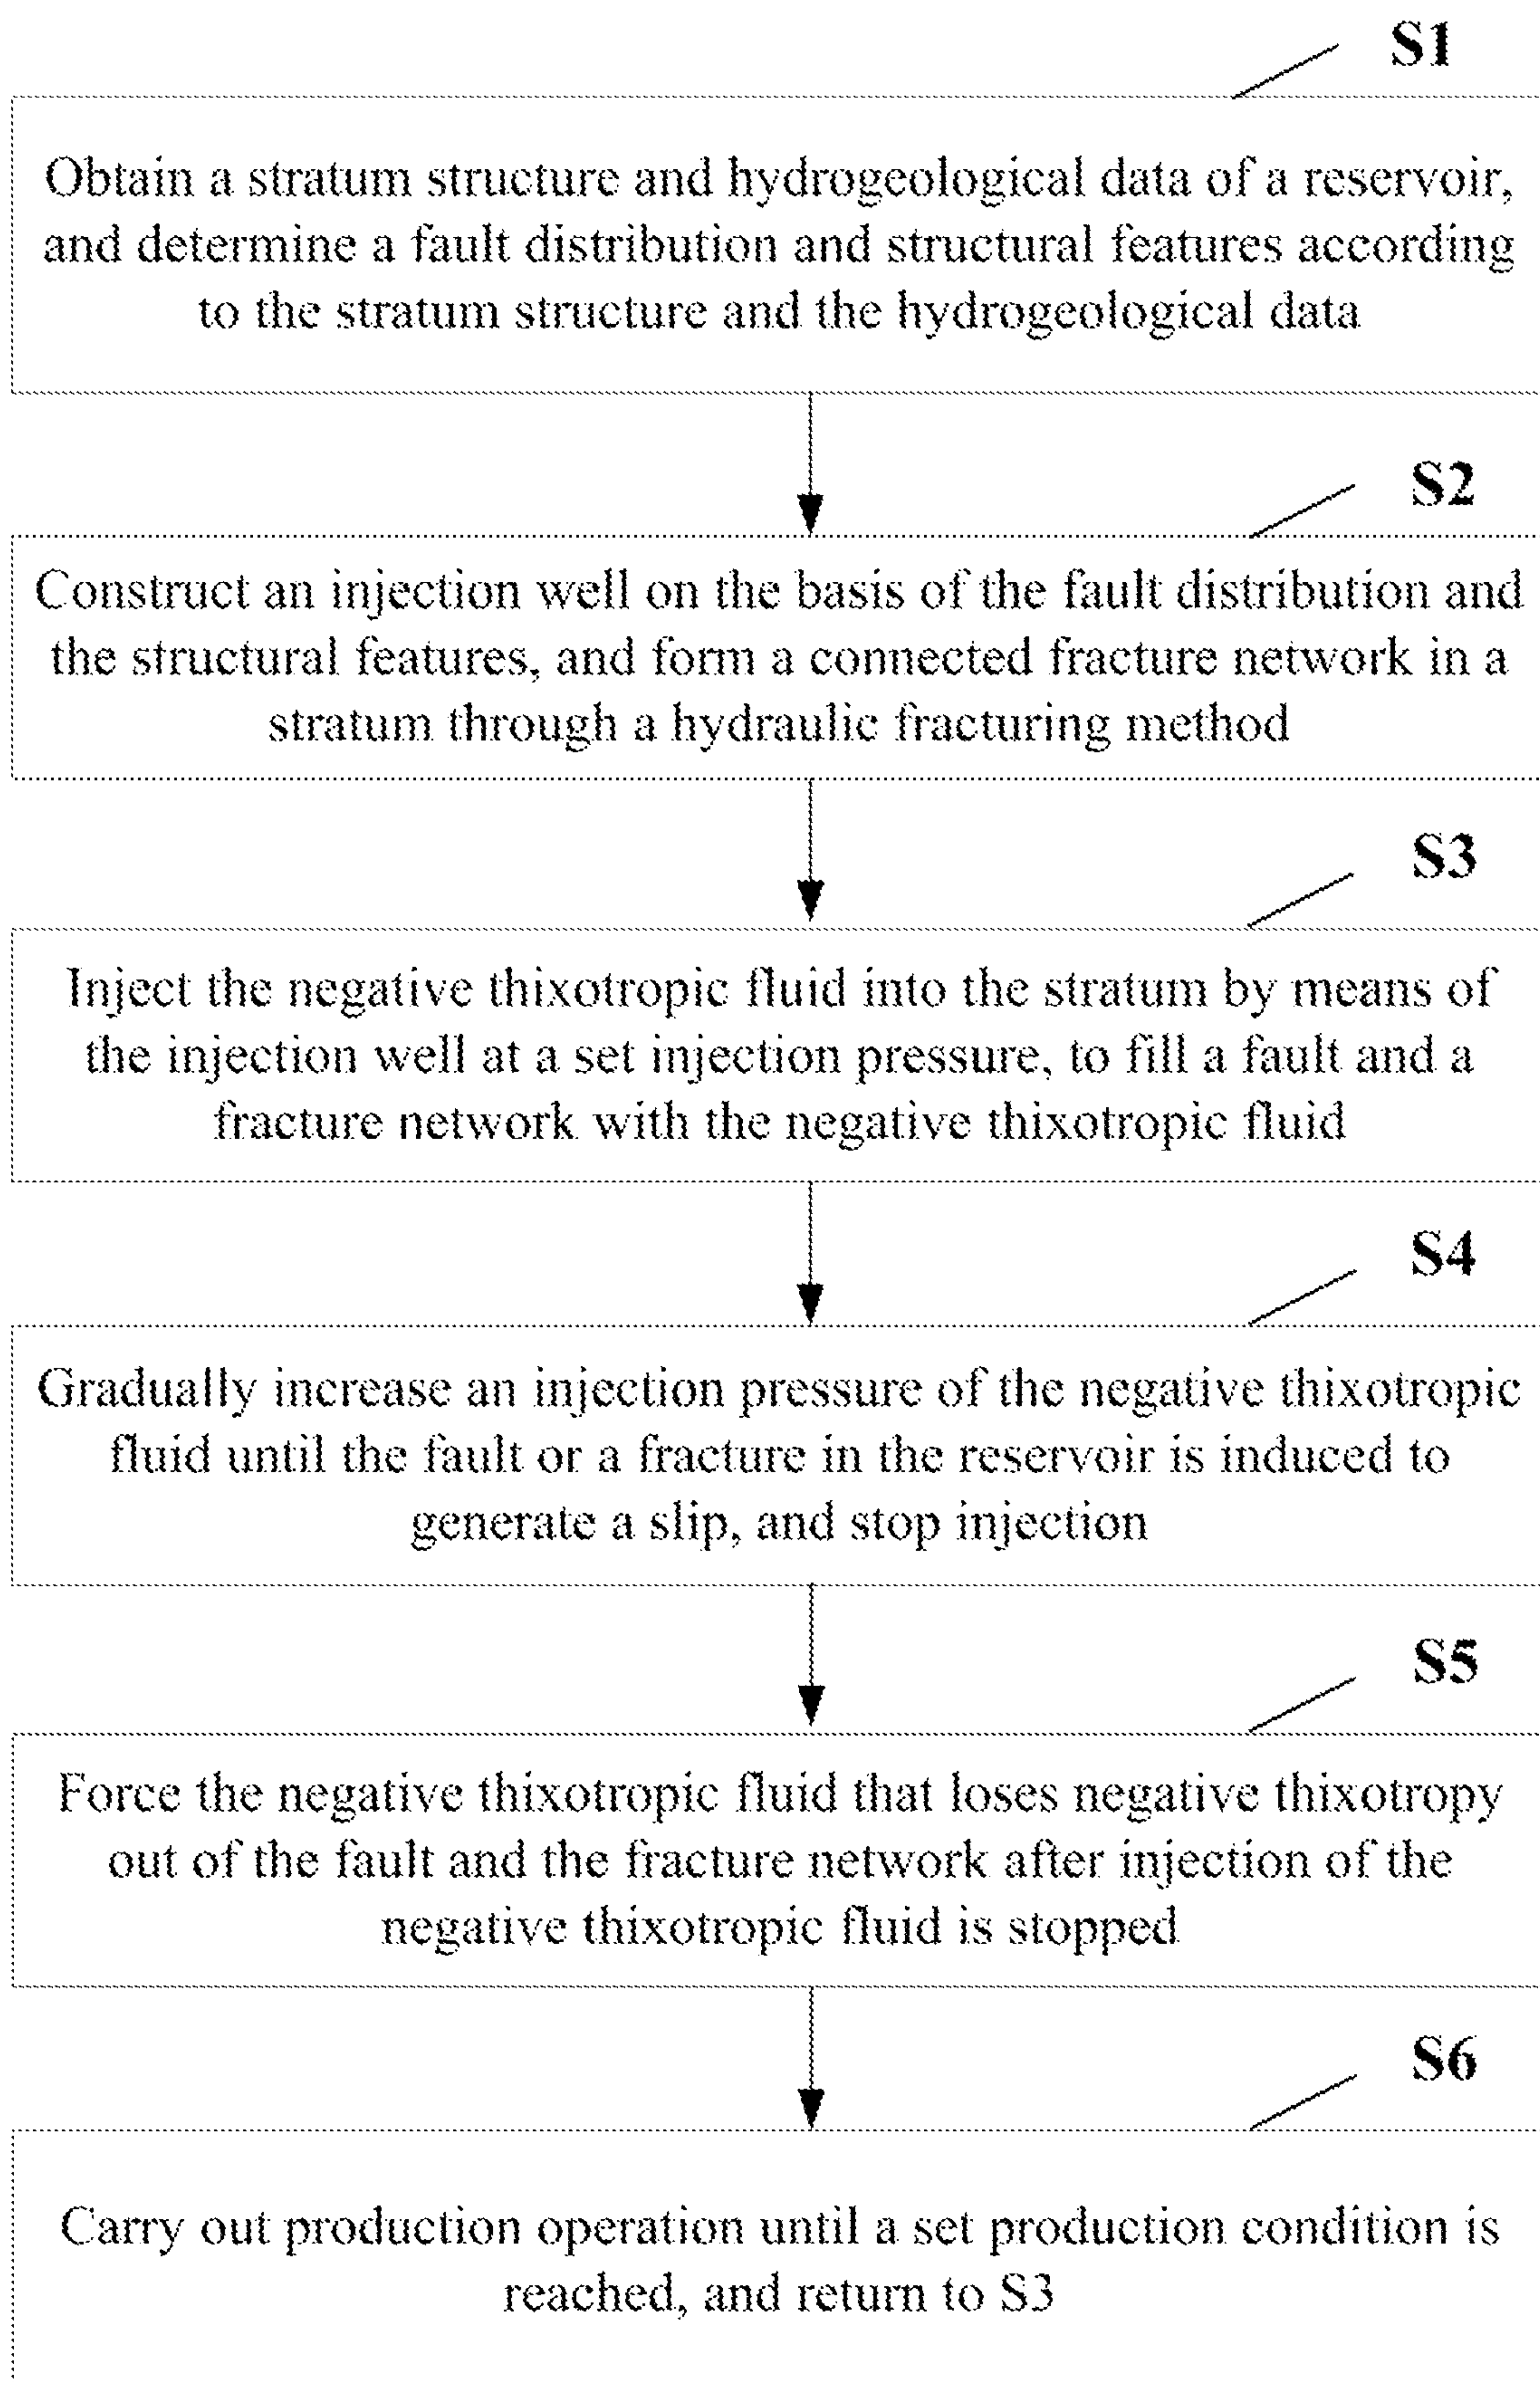 S1
Obtain a stratum structure and hydrogeological data of a reservoir,
and determine a fault distribution and structural features according
to the stratum structure and the hydrogeological data
S2
Construct an injection well on the basis of the fault distribution and
the structural features, and form a connected fracture network in a
stratum through a hydraulic fracturing method
S3
Inject the negative thixotropic fluid into the stratum by means of
the injection well at a set injection pressure, to fill a fault and a
fracture network with the negative thixotropic fluid
S4
Gradually increase an injection pressure of the negative thixotropic
fluid until the fault or a fracture in the reservoir is induced to
generate a slip, and stop injection
S5
Force the negative thixotropic fluid that loses negative thixotropy
out of the fault and the fracture network after injection of the
negative thixotropic fluid is stopped
S6
Carry out production operation until a set production condition is
reached, and return to S3